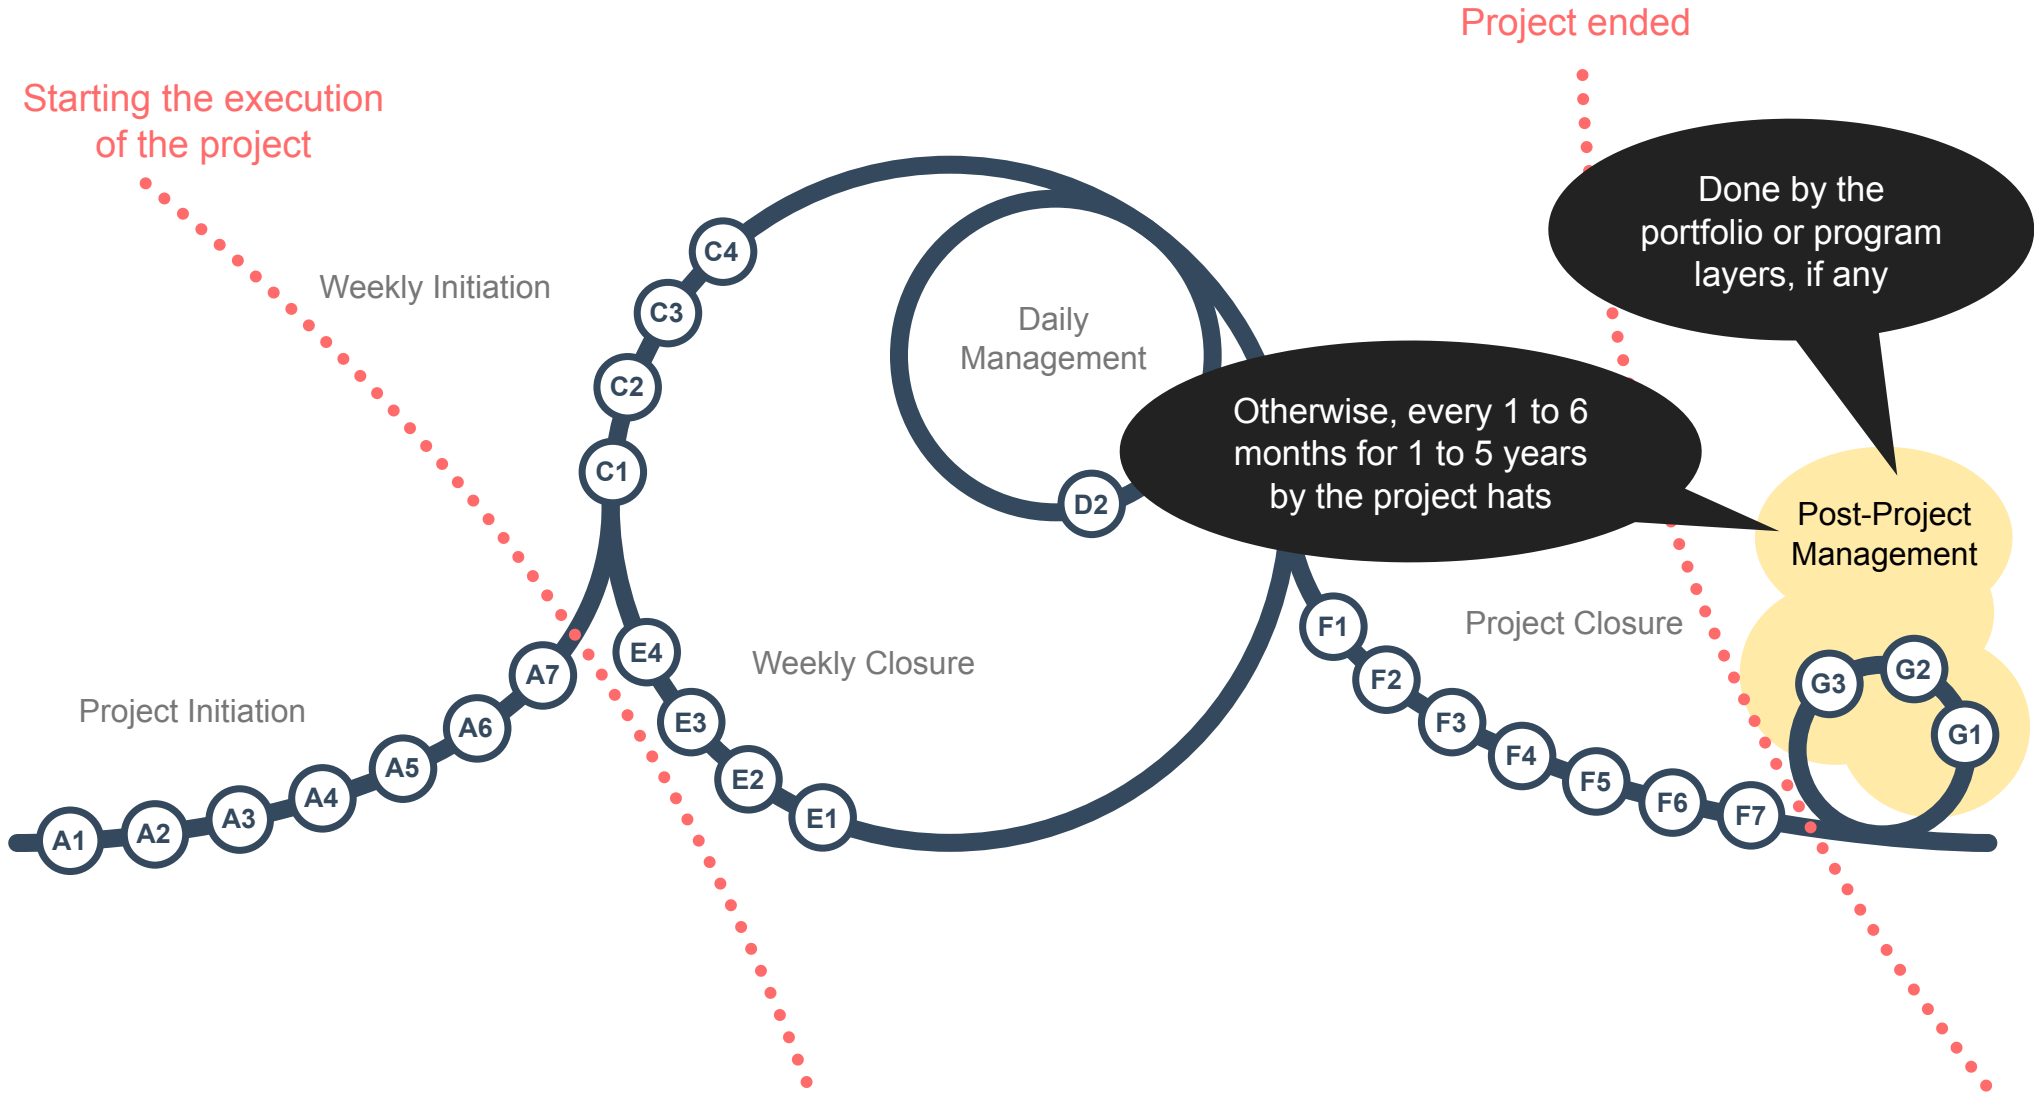 Project ended
Starting the execution
of the project
Done by the
portfolio or program
layers, if any
Weekly Initiation
C4
C3
C2
C1
Daily
Management
D2
Otherwise, every 1 to 6
months for 1 to 5 years
by the project hats
Post-Project
Management
Project Initiation
A1
A2
A3
A4
A5
A6
A7
Weekly Closure
E4
E3
E2
E1
Project Closure
F1
F2
F3
F4
F5
F6
F7
G3
G2
G1